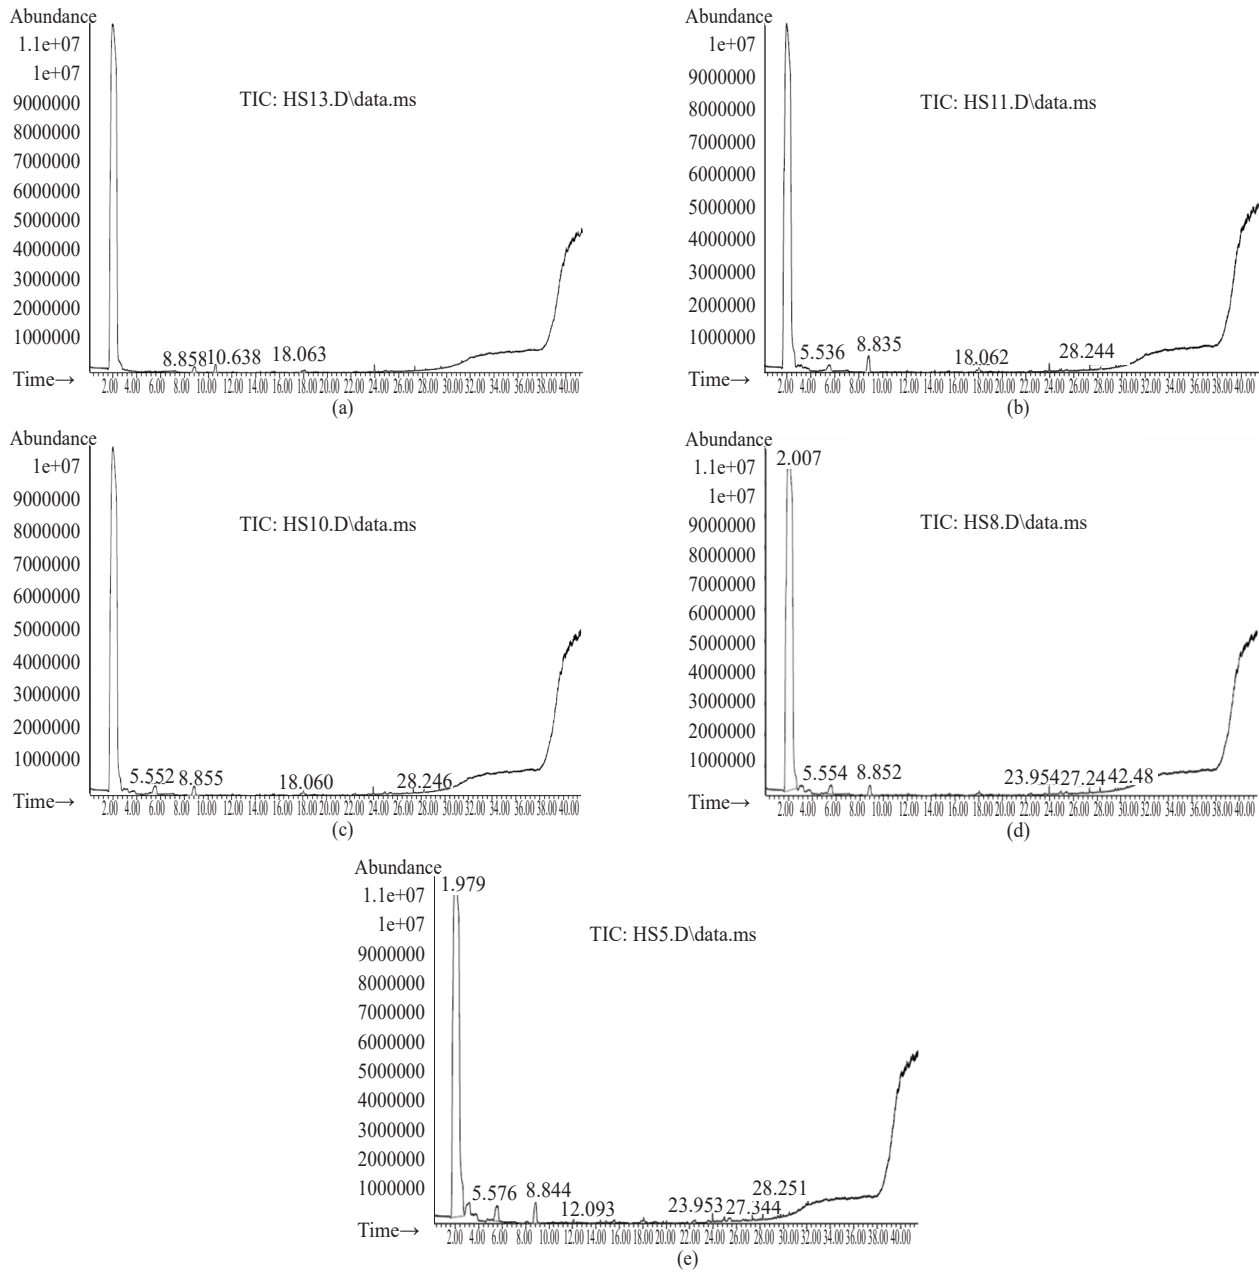 Abundance
1.1e+07
1e+07
9000000
8000000
7000000
6000000
5000000
4000000
3000000
2000000
1000000
Time→
TIC: HS13.D\data.ms
8.858 10.638 18.063
2.00 4.00 6.00 8.00 10.00 12.00 14.00 16.00 18.00 20.00 22.00 24.00 26.00 28.00 30.00 32.00 34.00 36.00 38.00 40.00
(a)
Abundance
1e+07
9000000
8000000
7000000
6000000
5000000
4000000
3000000
2000000
1000000
Time→
TIC: HS11.D\data.ms
5.536 8.835 18.062 28.244
2.00 4.00 6.00 8.00 10.00 12.00 14.00 16.00 18.00 20.00 22.00 24.00 26.00 28.00 30.00 32.00 34.00 36.00 38.00 40.00
(b)
Abundance
1e+07
9000000
8000000
7000000
6000000
5000000
4000000
3000000
2000000
1000000
Time→
TIC: HS10.D\data.ms
5.552 8.855 18.060 28.246
2.00 4.00 6.00 8.00 10.00 12.00 14.00 16.00 18.00 20.00 22.00 24.00 26.00 28.00 30.00 32.00 34.00 36.00 38.00 40.00
(c)
Abundance
2.007
1.1e+07
1e+07
9000000
8000000
7000000
6000000
5000000
4000000
3000000
2000000
1000000
Time→
TIC: HS8.D\data.ms
5.554 8.852 23.95427.2442.48
2.00 4.00 6.00 8.00 10.00 12.00 14.00 16.00 18.00 20.00 22.00 24.00 26.00 28.00 30.00 32.00 34.00 36.00 38.00 40.00
(d)
Abundance
1.979
1.1e+07
1e+07
9000000
8000000
7000000
6000000
5000000
4000000
3000000
2000000
1000000
Time→
TIC: HS5.D\data.ms
5.576 8.844 12.093 23.953 27.344 28.251
2.00 4.00 6.00 8.00 10.00 12.00 14.00 16.00 18.00 20.00 22.00 24.00 26.00 28.00 30.00 32.00 34.00 36.00 38.00 40.00
(e)